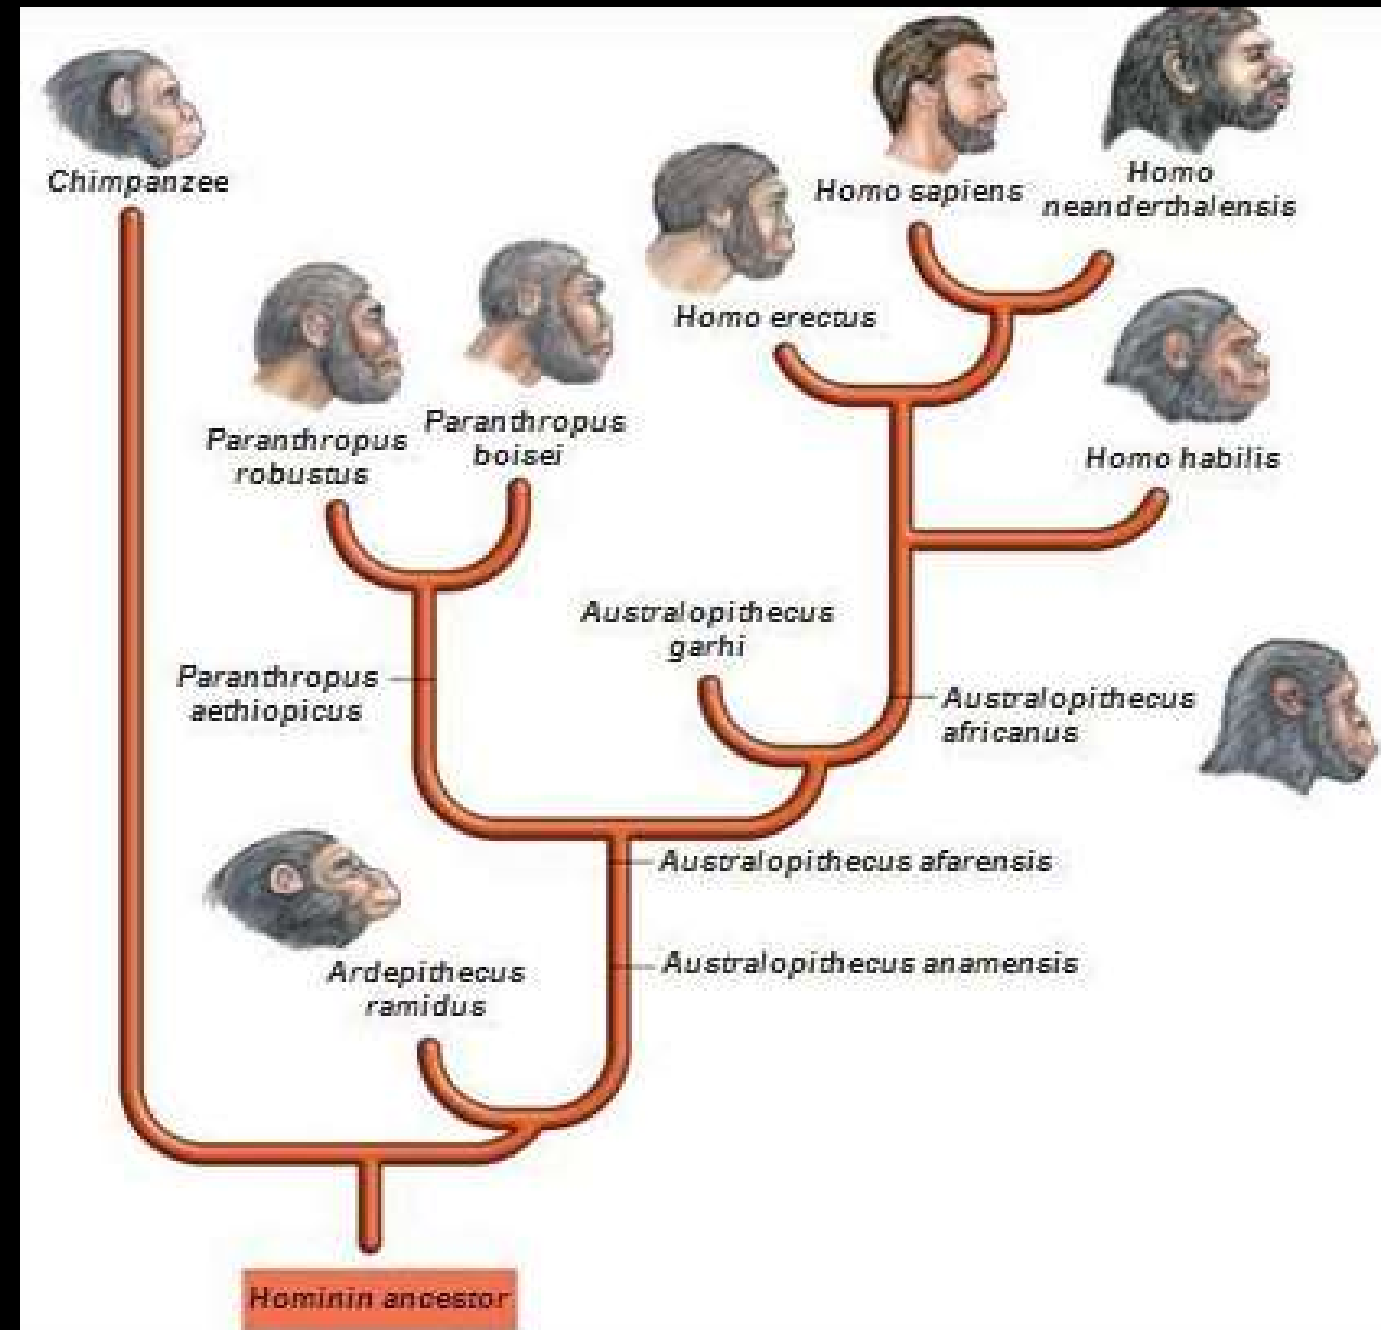 Chimpanzee
Homo sapiens
Homo
neanderthalensis
Homo erectus
Paranthropus
robustus
Paranthropus
boisei
Homo habilis
Australopithecus
garhi
Paranthropus
aethiopicus
Australopithecus
africanus
Australopithecus afarensis
Ardepithecus
ramidus
Australopithecus anamensis
Hominin ancestor